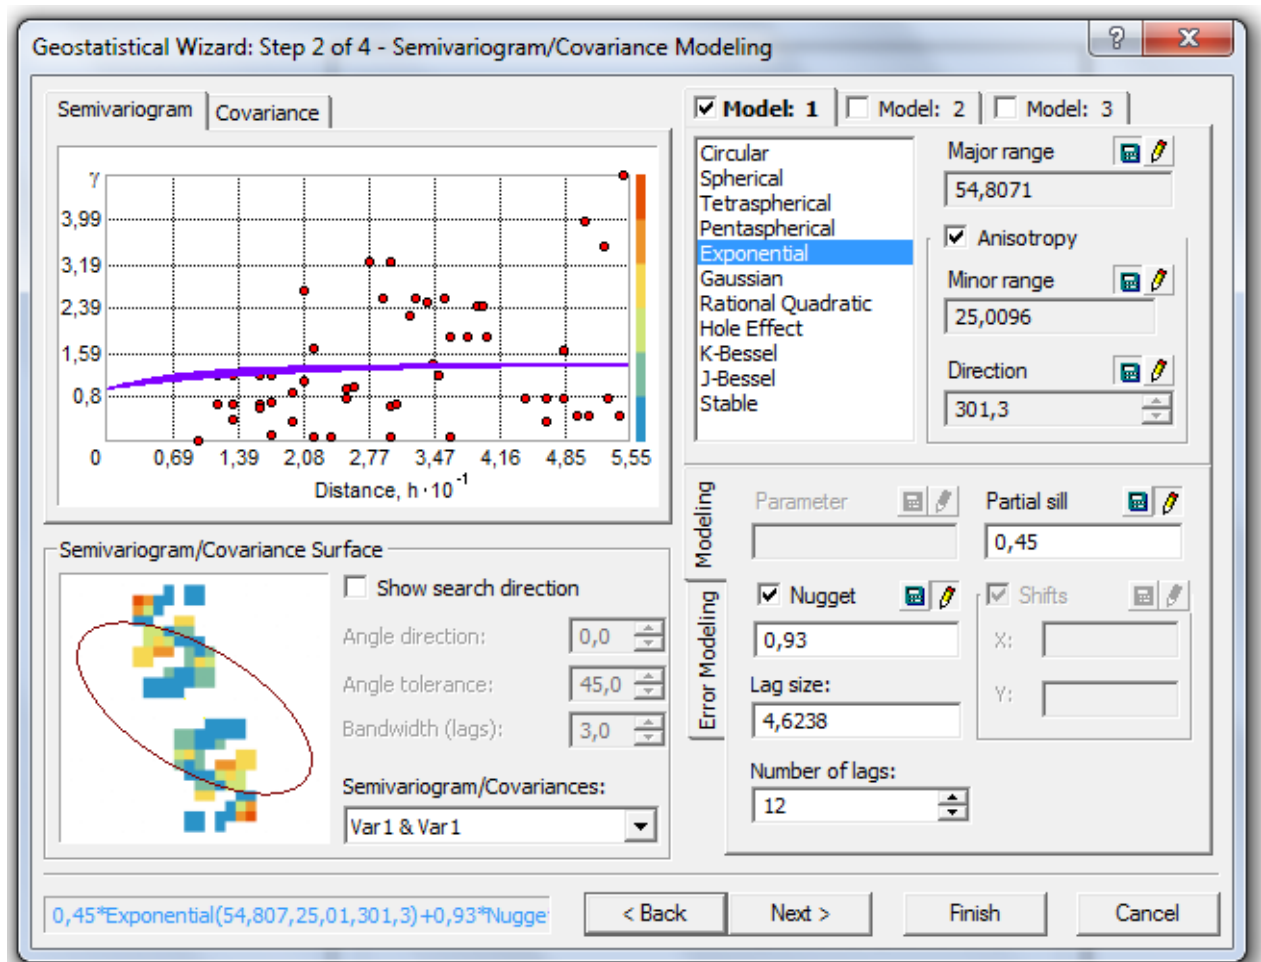 Geostatistical Wizard: Step 2 of 4 - Semivariogram/Covariance Modeling
? X
Semivariogram Covariance
γ
3,99
3,19
2,39
1,59
0,8
0 0,69 1,39 2,08 2,77 3,47 4,16 4,85 5,55
Distance, h · 10 -1
Semivariogram/Covariance Surface
Show search direction
Angle direction: 0,0
Angle tolerance: 45,0
Bandwidth (lags): 3,0
Semivariogram/Covariances:
Var1 & Var1
Model: 1 Model: 2 Model: 3
Circular
Spherical
Tetraspherical
Pentaspherical
Exponential
Gaussian
Rational Quadratic
Hole Effect
K-Bessel
J-Bessel
Stable
Major range
54,8071
Anisotropy
Minor range
25,0096
Direction
301,3
Modeling
Error Modeling
Parameter
Partial sill
0,45
Nugget
0,93
Shifts
X:
Y:
Lag size:
4,6238
Number of lags:
12
0,45*Exponential(54,807,25,01,301,3)+0,93*Nugge
< Back Next > Finish Cancel